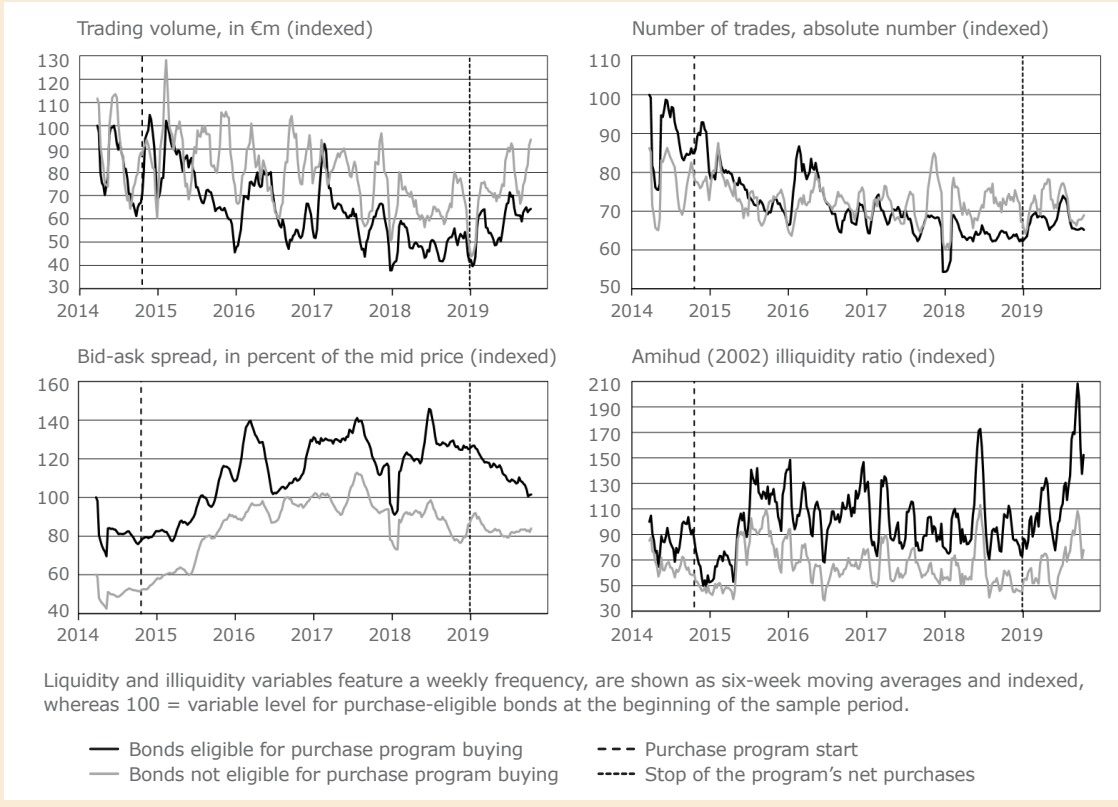 Trading volume, in €m (indexed)
130
120
110
100
90
80
70
60
50
40
30
2014 2015 2016 2017 2018 2019
Number of trades, absolute number (indexed)
110
100
90
80
70
60
50
2014 2015 2016 2017 2018 2019
Bid-ask spread, in percent of the mid price (indexed)
160
140
120
100
80
60
40
2014 2015 2016 2017 2018 2019
Amihud (2002) illiquidity ratio (indexed)
210
190
170
150
130
110
90
70
50
30
2014 2015 2016 2017 2018 2019
Liquidity and illiquidity variables feature a weekly frequency, are shown as six-week moving averages and indexed,
whereas 100 = variable level for purchase-eligible bonds at the beginning of the sample period.
Bonds eligible for purchase program buying
Bonds not eligible for purchase program buying
Purchase program start
Stop of the program's net purchases